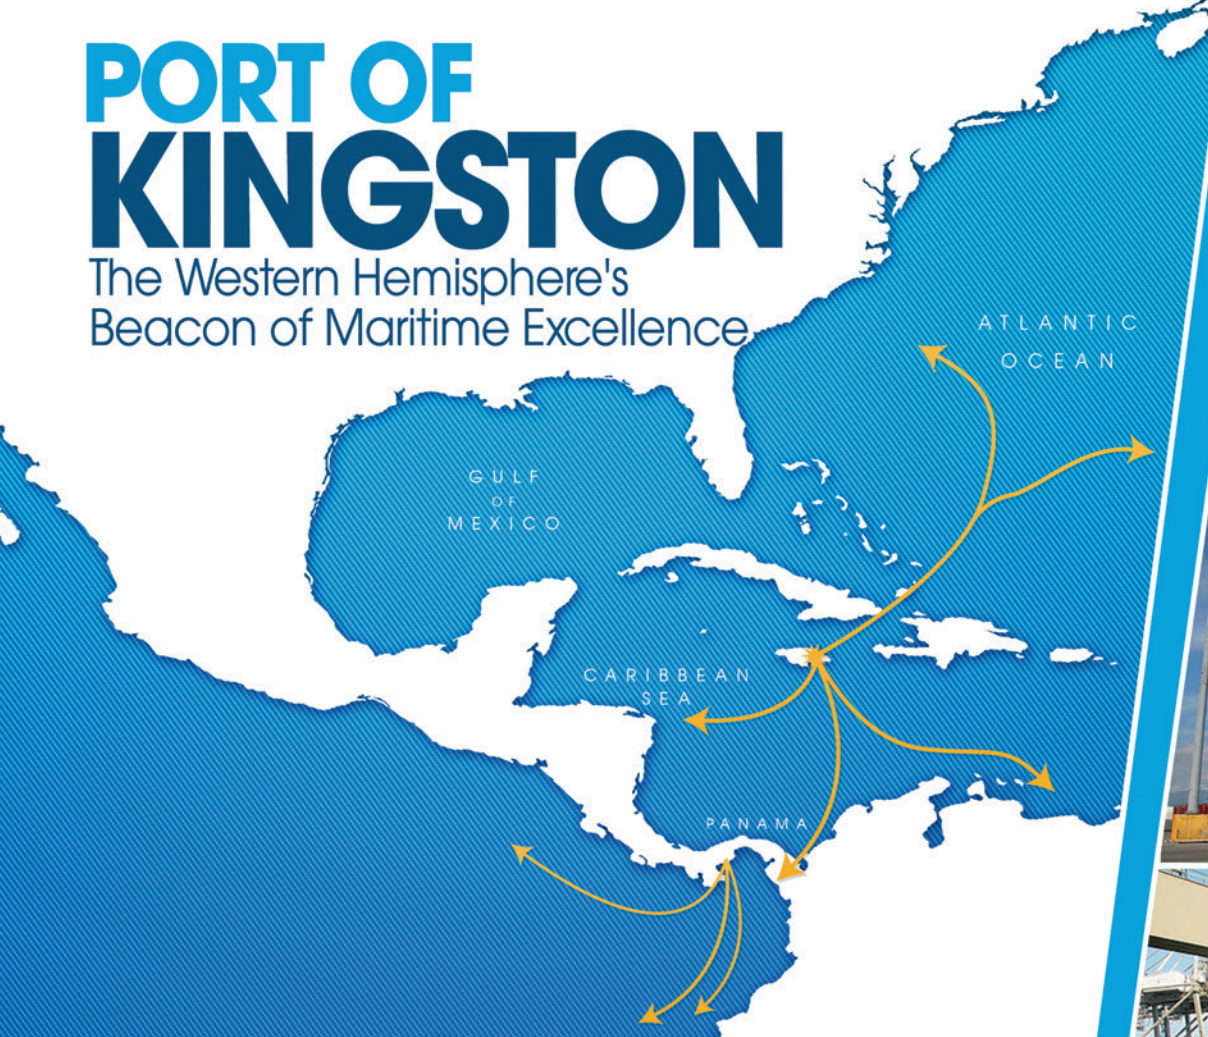 PORT OF
KINGSTON
The Western Hemisphere's
Beacon of Maritime Excellence
ATLANTIC
OCEAN
GULF
OF
MEXICO
CARIBBEAN
SEA
PANAMA